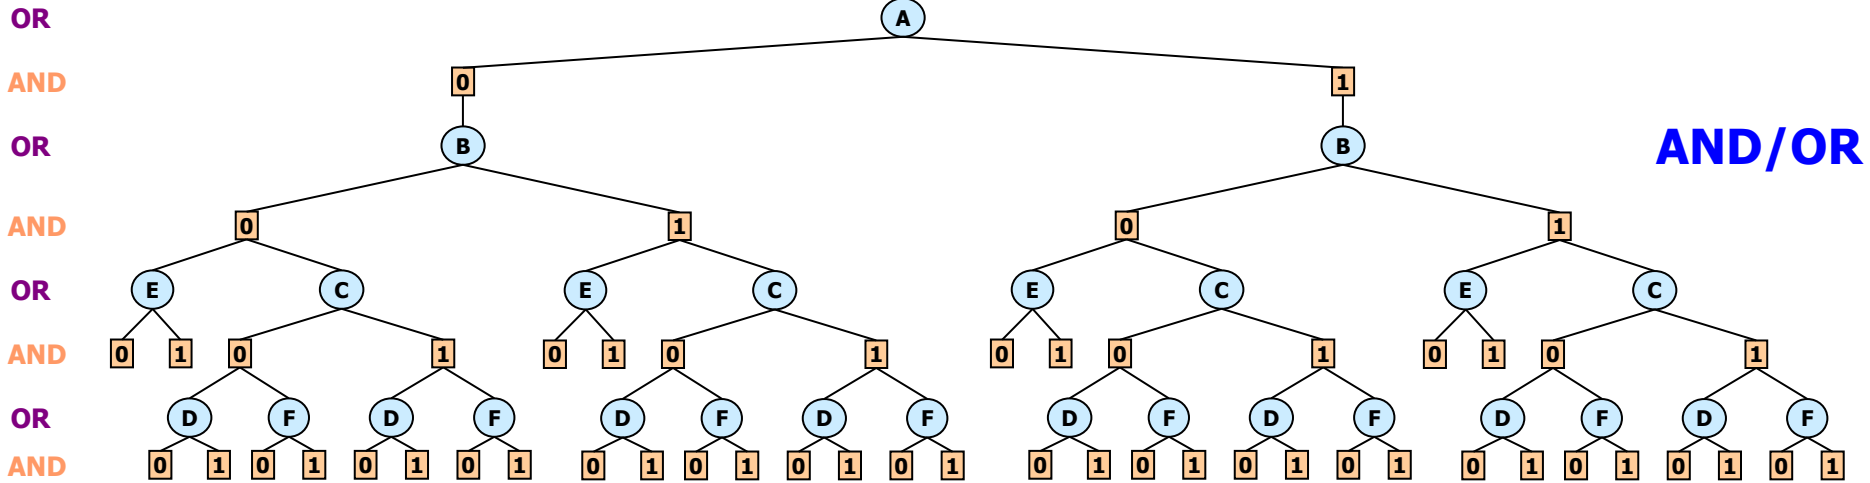 OR A
AND 0 1
OR B B AND/OR
AND 0 1 0 1
OR E C E C E C E C
AND 0 1 0 1 0 1 0 1 0 1 0 1 0 1 0 1
OR D F D F D F D F D F D F D F D F
AND 0 1 0 1 0 1 0 1 0 1 0 1 0 1 0 1 0 1 0 1 0 1 0 1 0 1 0 1 0 1 0 1